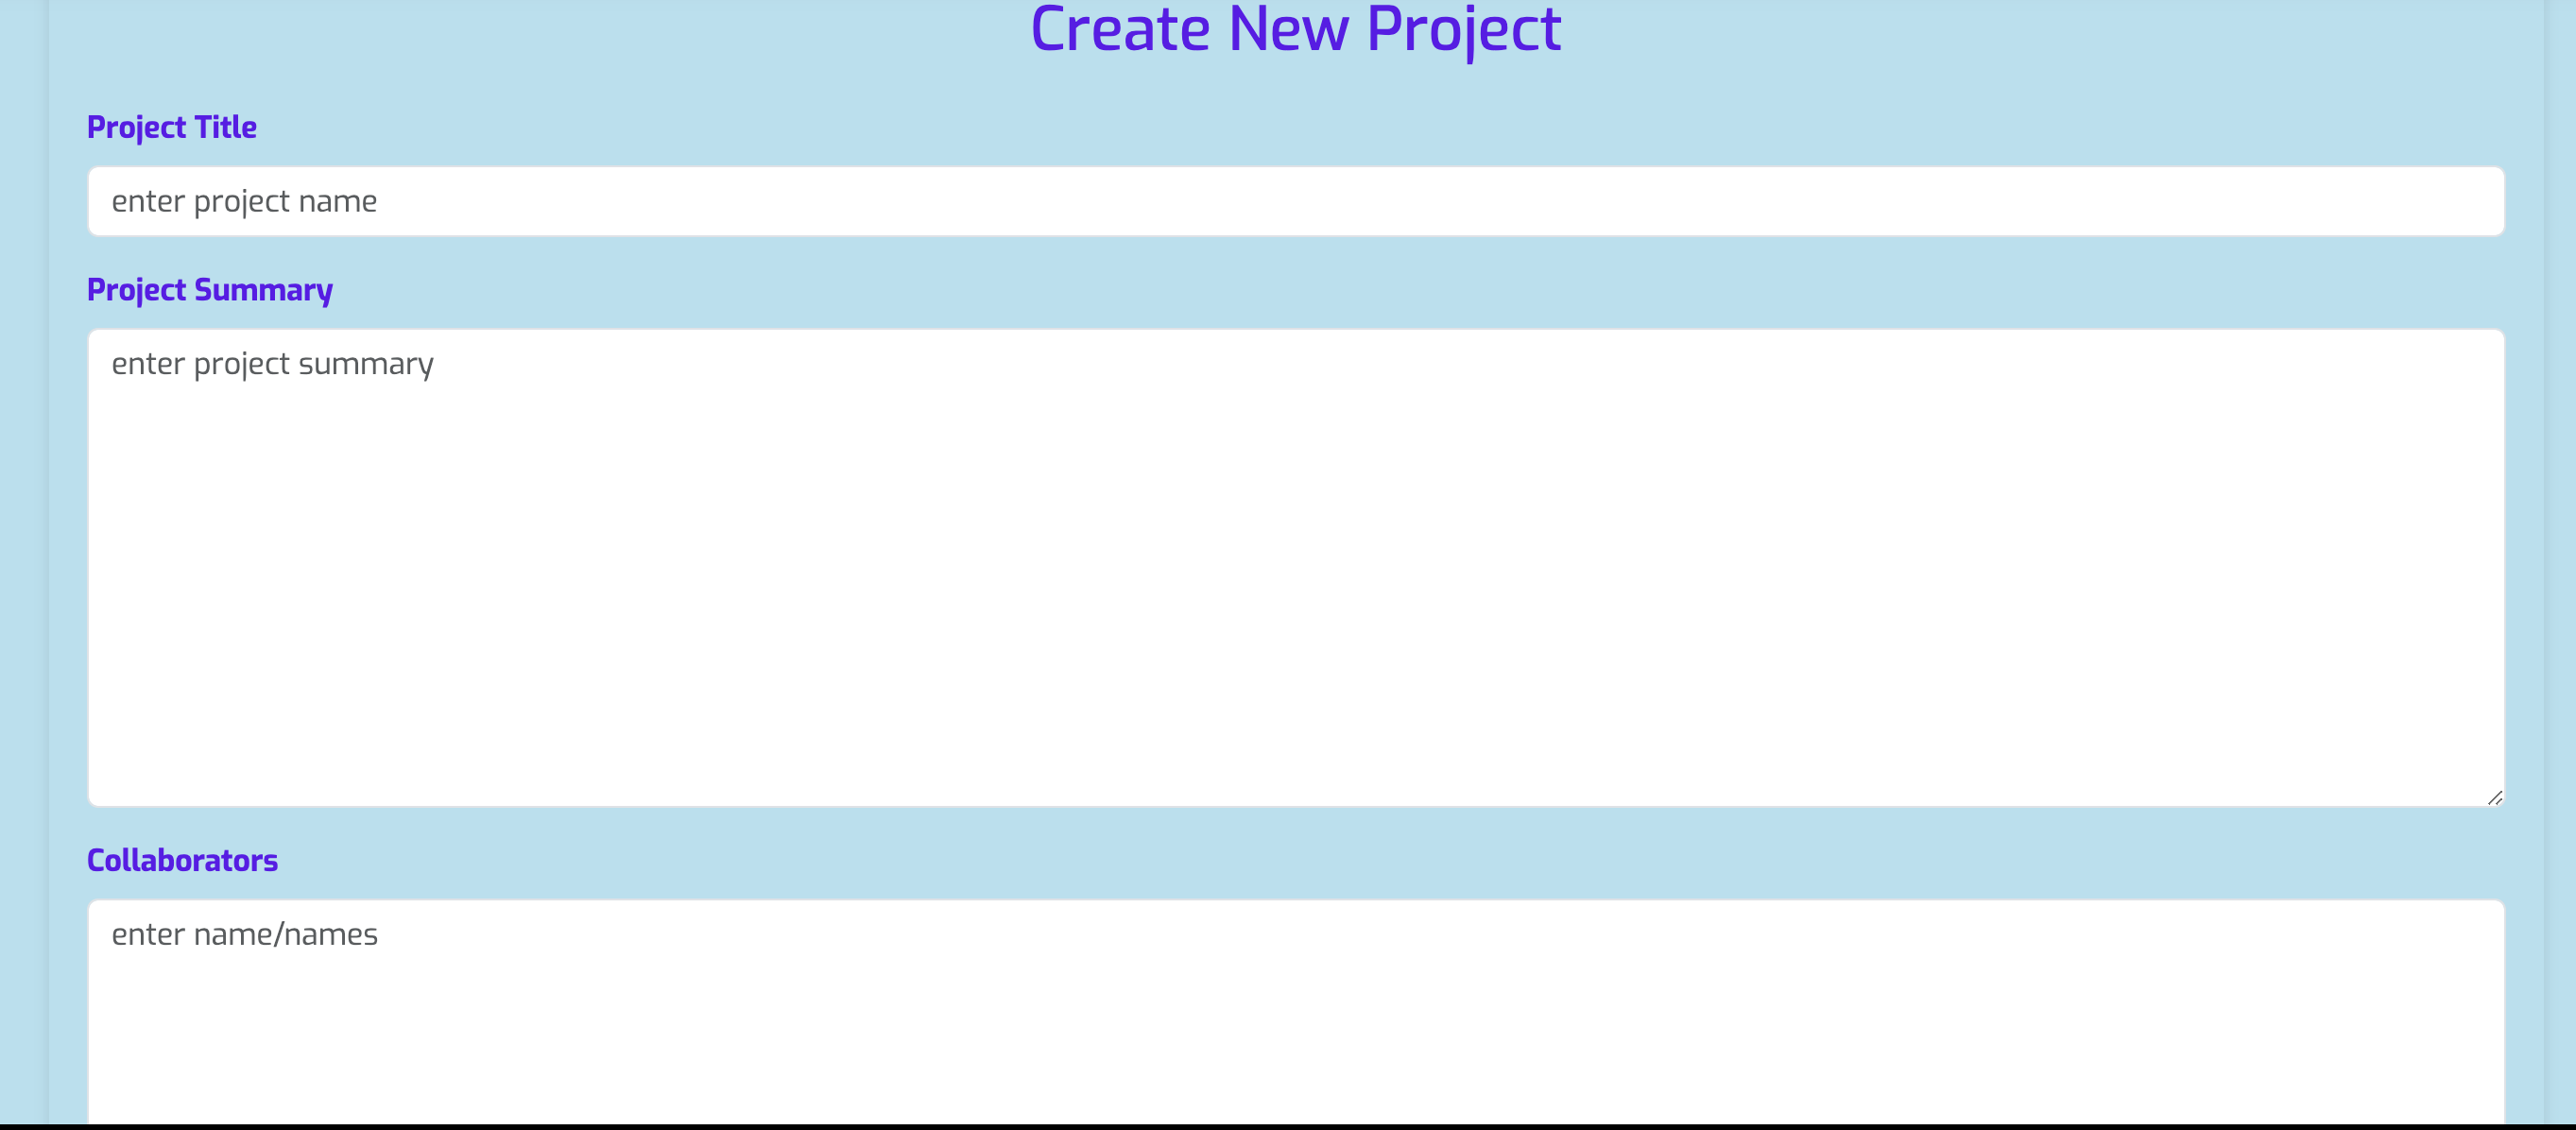 Create New Project
Project Title
enter project name
Project Summary
enter project summary
Collaborators
enter name/names